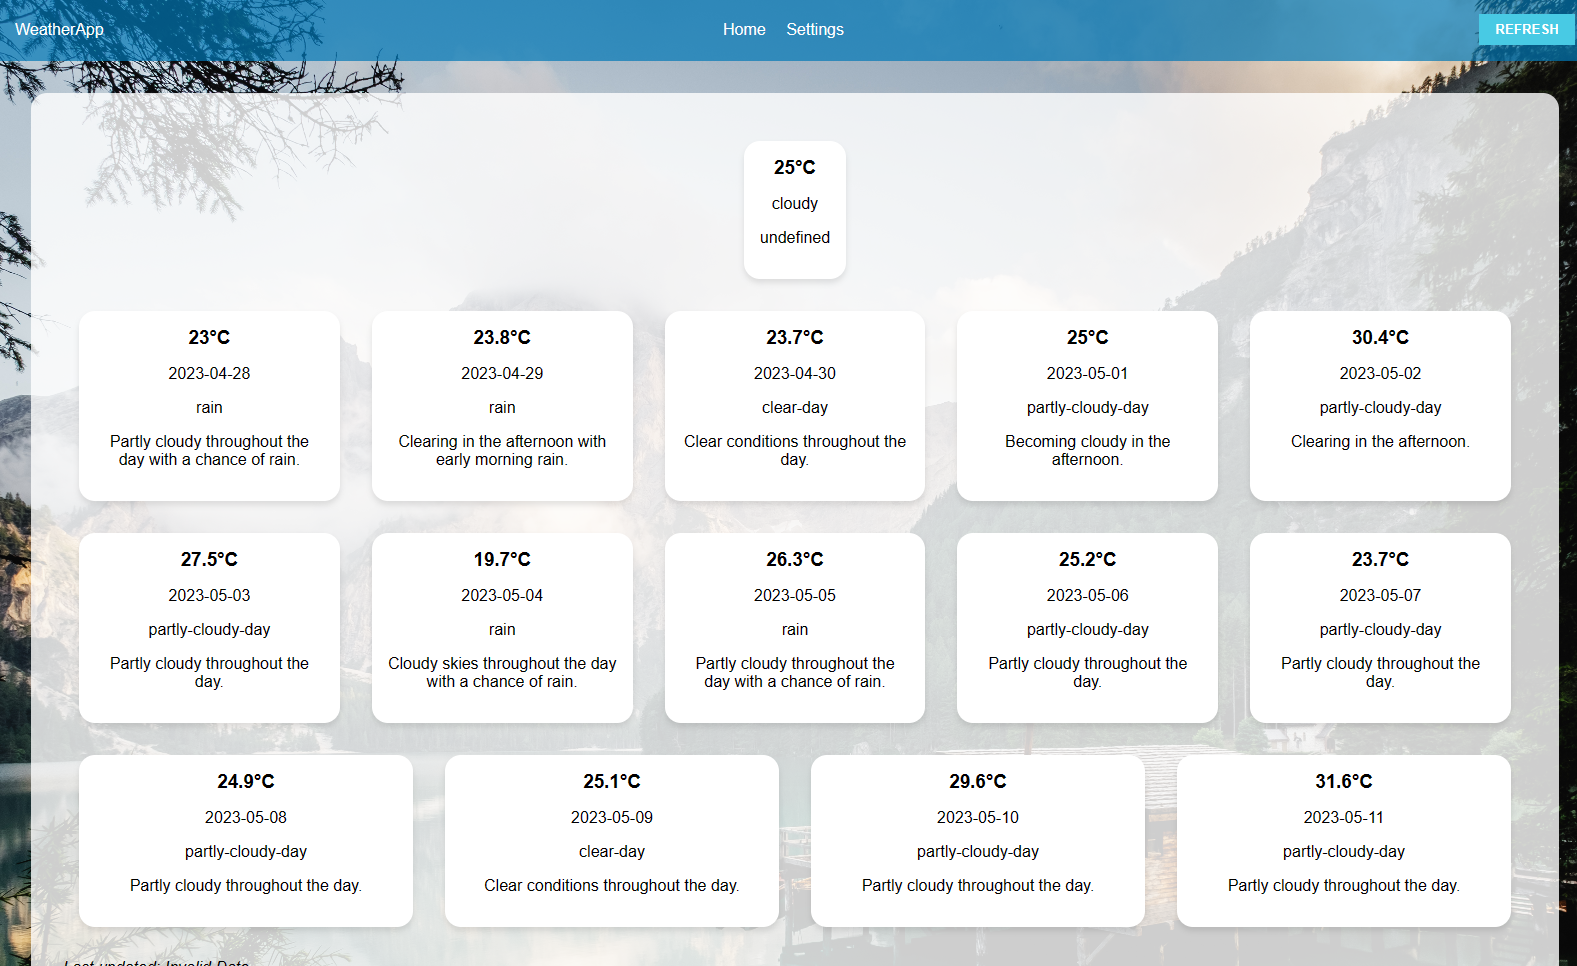 WeatherApp
Home
Settings
REFRESH
25°C
cloudy
undefined
23°C
2023-04-28
rain
Partly cloudy throughout the
day with a chance of rain.
23.8°C
2023-04-29
rain
Clearing in the afternoon with
early morning rain.
23.7°C
2023-04-30
clear-day
Clear conditions throughout the
day.
25°C
2023-05-01
partly-cloudy-day
Becoming cloudy in the
afternoon.
30.4°C
2023-05-02
partly-cloudy-day
Clearing in the afternoon.
27.5°C
2023-05-03
partly-cloudy-day
Partly cloudy throughout the
day.
19.7°C
2023-05-04
rain
Cloudy skies throughout the day
with a chance of rain.
26.3°C
2023-05-05
rain
Partly cloudy throughout the
day with a chance of rain.
25.2°C
2023-05-06
partly-cloudy-day
Partly cloudy throughout the
day.
23.7°C
2023-05-07
partly-cloudy-day
Partly cloudy throughout the
day.
24.9°C
2023-05-08
partly-cloudy-day
Partly cloudy throughout the day.
25.1°C
2023-05-09
clear-day
Clear conditions throughout the day.
29.6°C
2023-05-10
partly-cloudy-day
Partly cloudy throughout the day.
31.6°C
2023-05-11
partly-cloudy-day
Partly cloudy throughout the day.
Last updated: Invalid Date